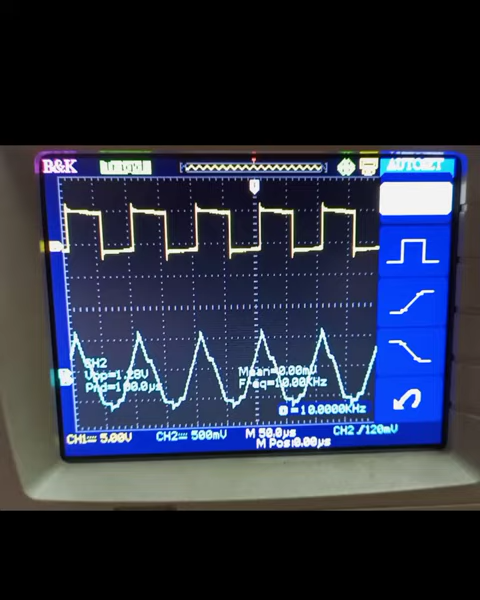 B&K AUTOSET
CH2
Vpp=1.28V Mean=0.00mV
Prd=100.0µs Freq=10.00KHz
=10.0000KHz
CH1 5.00V CH2 500mV M 50.0µs CH2 /120mV
M Pos:0.00µs